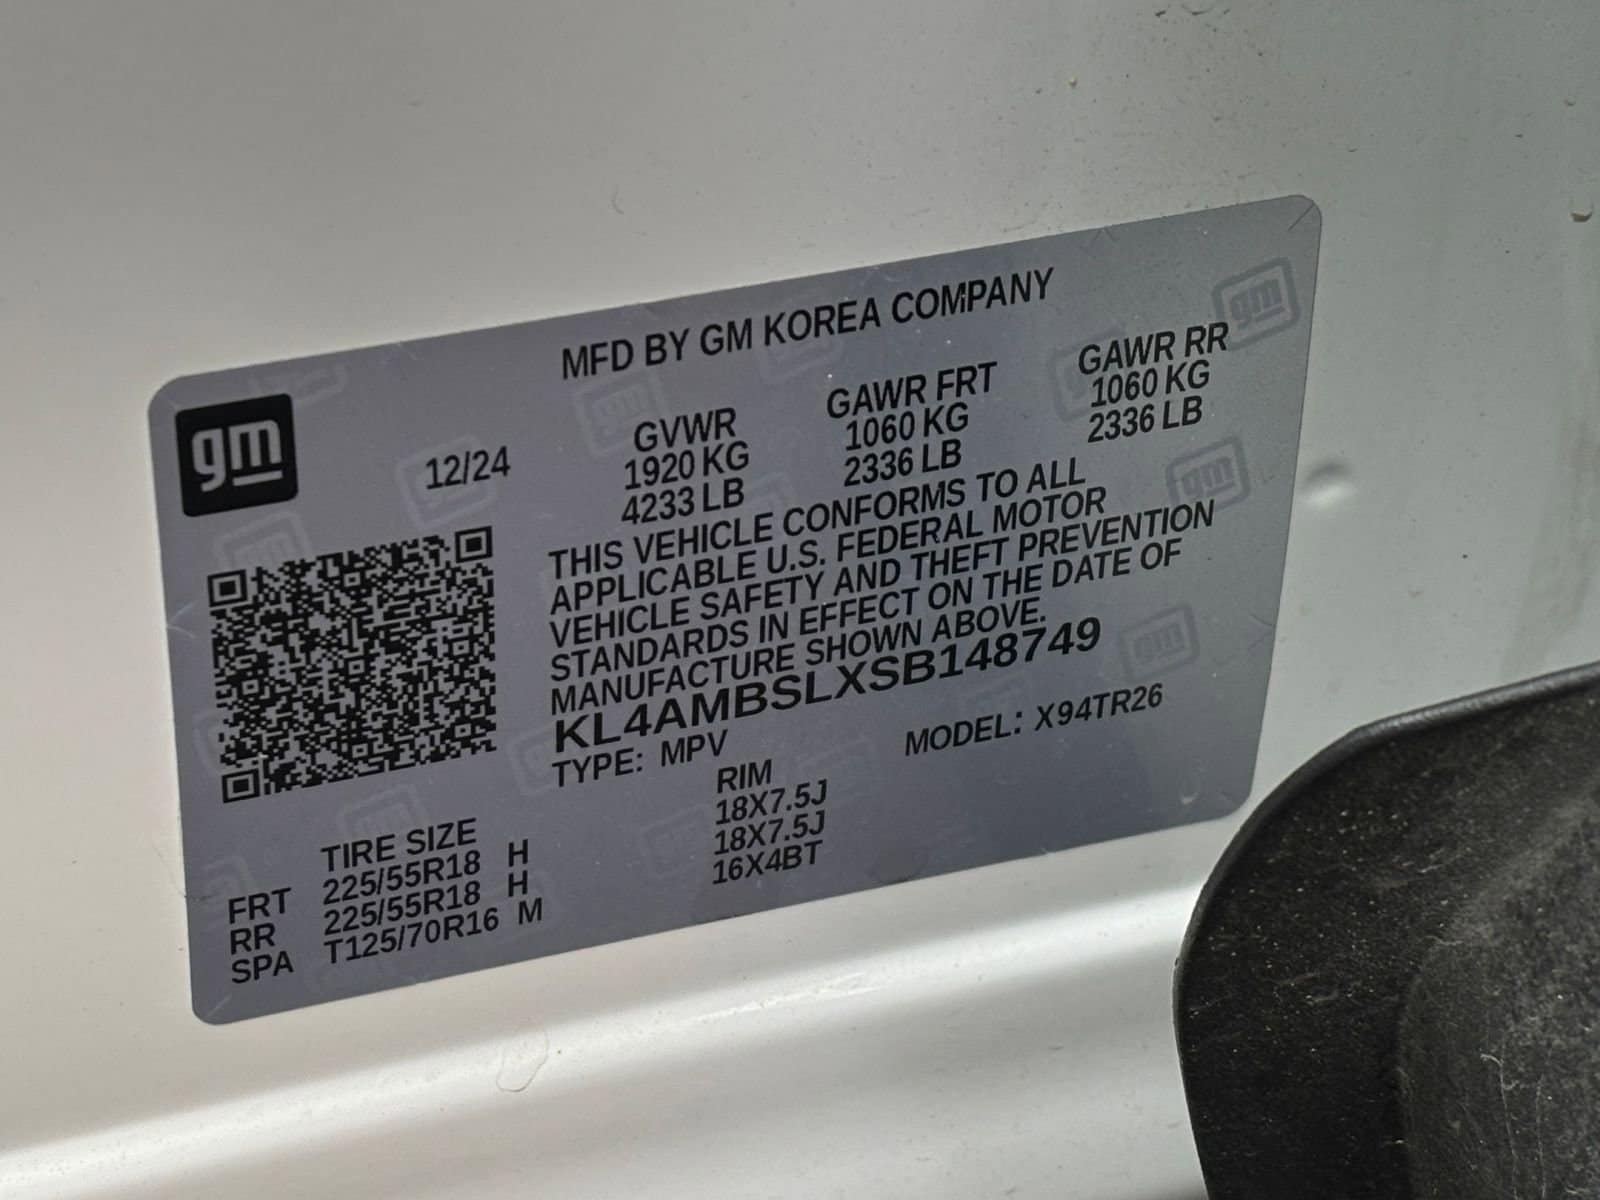 MFD BY GM KOREA COMPANY
gm
12/24
GVWR GAWR FRT GAWR RR
1920 KG 1060 KG 1060 KG
4233 LB 2336 LB 2336 LB
THIS VEHICLE CONFORMS TO ALL
APPLICABLE U.S. FEDERAL MOTOR
VEHICLE SAFETY AND THEFT PREVENTION
STANDARDS IN EFFECT ON THE DATE OF
MANUFACTURE SHOWN ABOVE.
KL4AMBSLXSB148749
TYPE: MPV MODEL: X94TR26
TIRE SIZE RIM
FRT 225/55R18 H 18X7.5J
RR 225/55R18 H 18X7.5J
SPA T125/70R16 M 16X4BT
gm
gm
gm